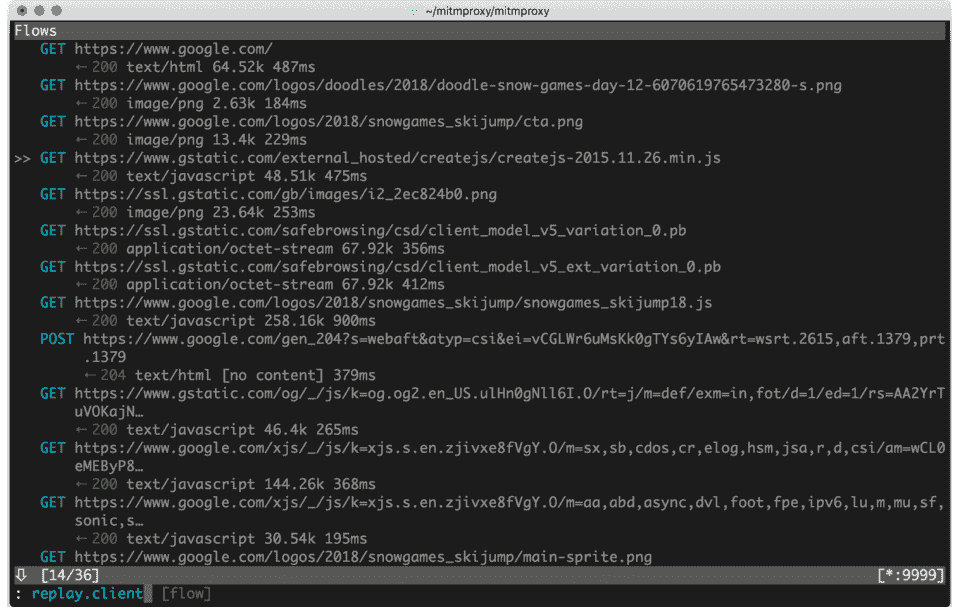 ~/mitmproxy/mitmproxy
Flows
GET https://www.google.com/
← 200 text/html 64.52k 487ms
GET https://www.google.com/logos/doodles/2018/doodle-snow-games-day-12-6070619765473280-s.png
← 200 image/png 2.63k 184ms
GET https://www.google.com/logos/2018/snowgames_skijump/cta.png
← 200 image/png 13.4k 229ms
>> GET https://www.gstatic.com/external_hosted/createjs/createjs-2015.11.26.min.js
← 200 text/javascript 48.51k 475ms
GET https://ssl.gstatic.com/gb/images/i2_2ec824b0.png
← 200 image/png 23.64k 253ms
GET https://ssl.gstatic.com/safebrowsing/csd/client_model_v5_variation_0.pb
← 200 application/octet-stream 67.92k 356ms
GET https://ssl.gstatic.com/safebrowsing/csd/client_model_v5_ext_variation_0.pb
← 200 application/octet-stream 67.92k 412ms
GET https://www.google.com/logos/2018/snowgames_skijump/snowgames_skijump18.js
← 200 text/javascript 258.16k 900ms
POST https://www.google.com/gen_204?s=webaft&atyp=csi&ei=vCGLWr6uMsKk0gTYs6yIAw&rt=wsrt.2615,aft.1379,prt
.1379
← 204 text/html [no content] 379ms
GET https://www.gstatic.com/og/_/js/k=og.og2.en_US.ulHn0gNll6I.O/rt=j/m=def/exm=in,fot/d=1/ed=1/rs=AA2YrT
uVOKajN…
← 200 text/javascript 46.4k 265ms
GET https://www.google.com/xjs/_/js/k=xjs.s.en.zjivxe8fVgY.O/m=sx,sb,cdos,cr,elog,hsm,jsa,r,d,csi/am=wCL0
eMEByP8…
← 200 text/javascript 144.26k 368ms
GET https://www.google.com/xjs/_/js/k=xjs.s.en.zjivxe8fVgY.O/m=aa,abd,async,dvl,foot,fpe,ipv6,lu,m,mu,sf,
sonic,s…
← 200 text/javascript 30.54k 195ms
GET https://www.google.com/logos/2018/snowgames_skijump/main-sprite.png
⇩ [14/36] [*:9999]
: replay.client [flow]